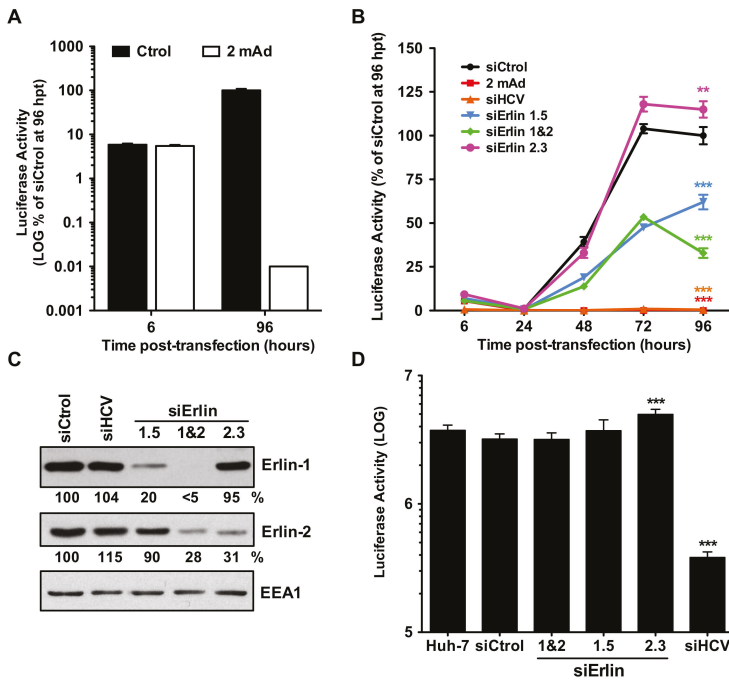 A
Luciferase Activity
(LOG % of siCtrol at 96 hpt)
1000
100
10
1
0.1
0.01
0.001
Ctrol
2 mAd
6
96
Time post-transfection (hours)
B
Luciferase Activity (% of siCtrol at 96 hpt)
150
125
100
75
50
25
0
siCtrol
2 mAd
siHCV
siErlin 1.5
siErlin 1&2
siErlin 2.3
**
***
***
***
***
6
24
48
72
96
Time post-transfection (hours)
C
siCtrol
siHCV
siErlin
1.5 1&2 2.3
Erlin-1
100 104 20 <5 95 %
Erlin-2
100 115 90 28 31 %
EEA1
D
Luciferase Activity (LOG)
7
6
5
***
***
Huh-7 siCtrol 1&2 1.5 2.3 siHCV
siErlin